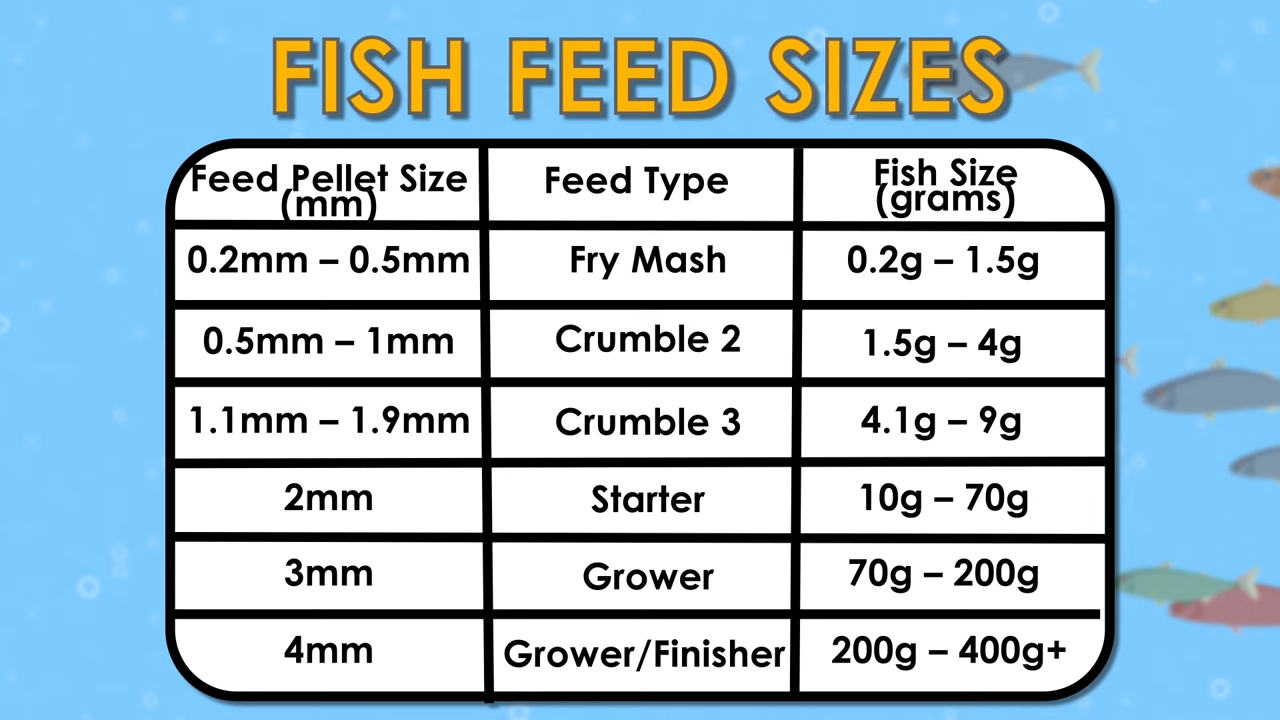 FISH FEED SIZES
Feed Pellet Size
(mm)
Feed Type
Fish Size
(grams)
0.2mm – 0.5mm
Fry Mash
0.2g – 1.5g
0.5mm – 1mm
Crumble 2
1.5g – 4g
1.1mm – 1.9mm
Crumble 3
4.1g – 9g
2mm
Starter
10g – 70g
3mm
Grower
70g – 200g
4mm
Grower/Finisher
200g – 400g+